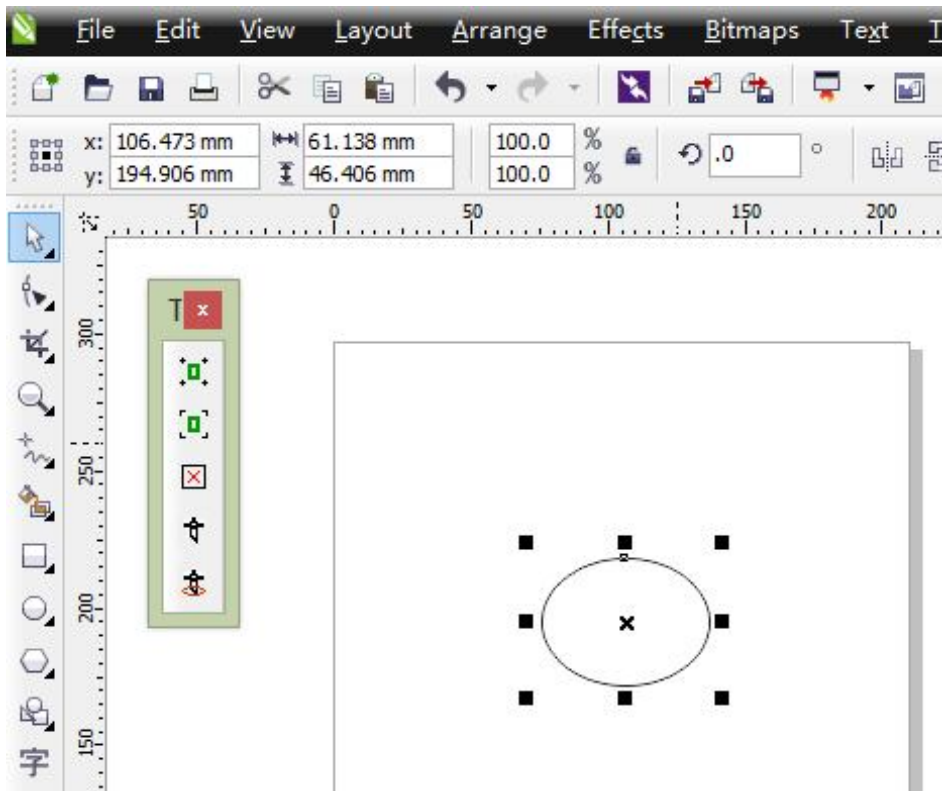 File Edit View Layout Arrange Effects Bitmaps Text T
x: 106.473 mm 61.138 mm 100.0 %
y: 194.906 mm 46.406 mm 100.0 %
.0 °
50 0 50 100 150 200
T x
300
250
200
150
字